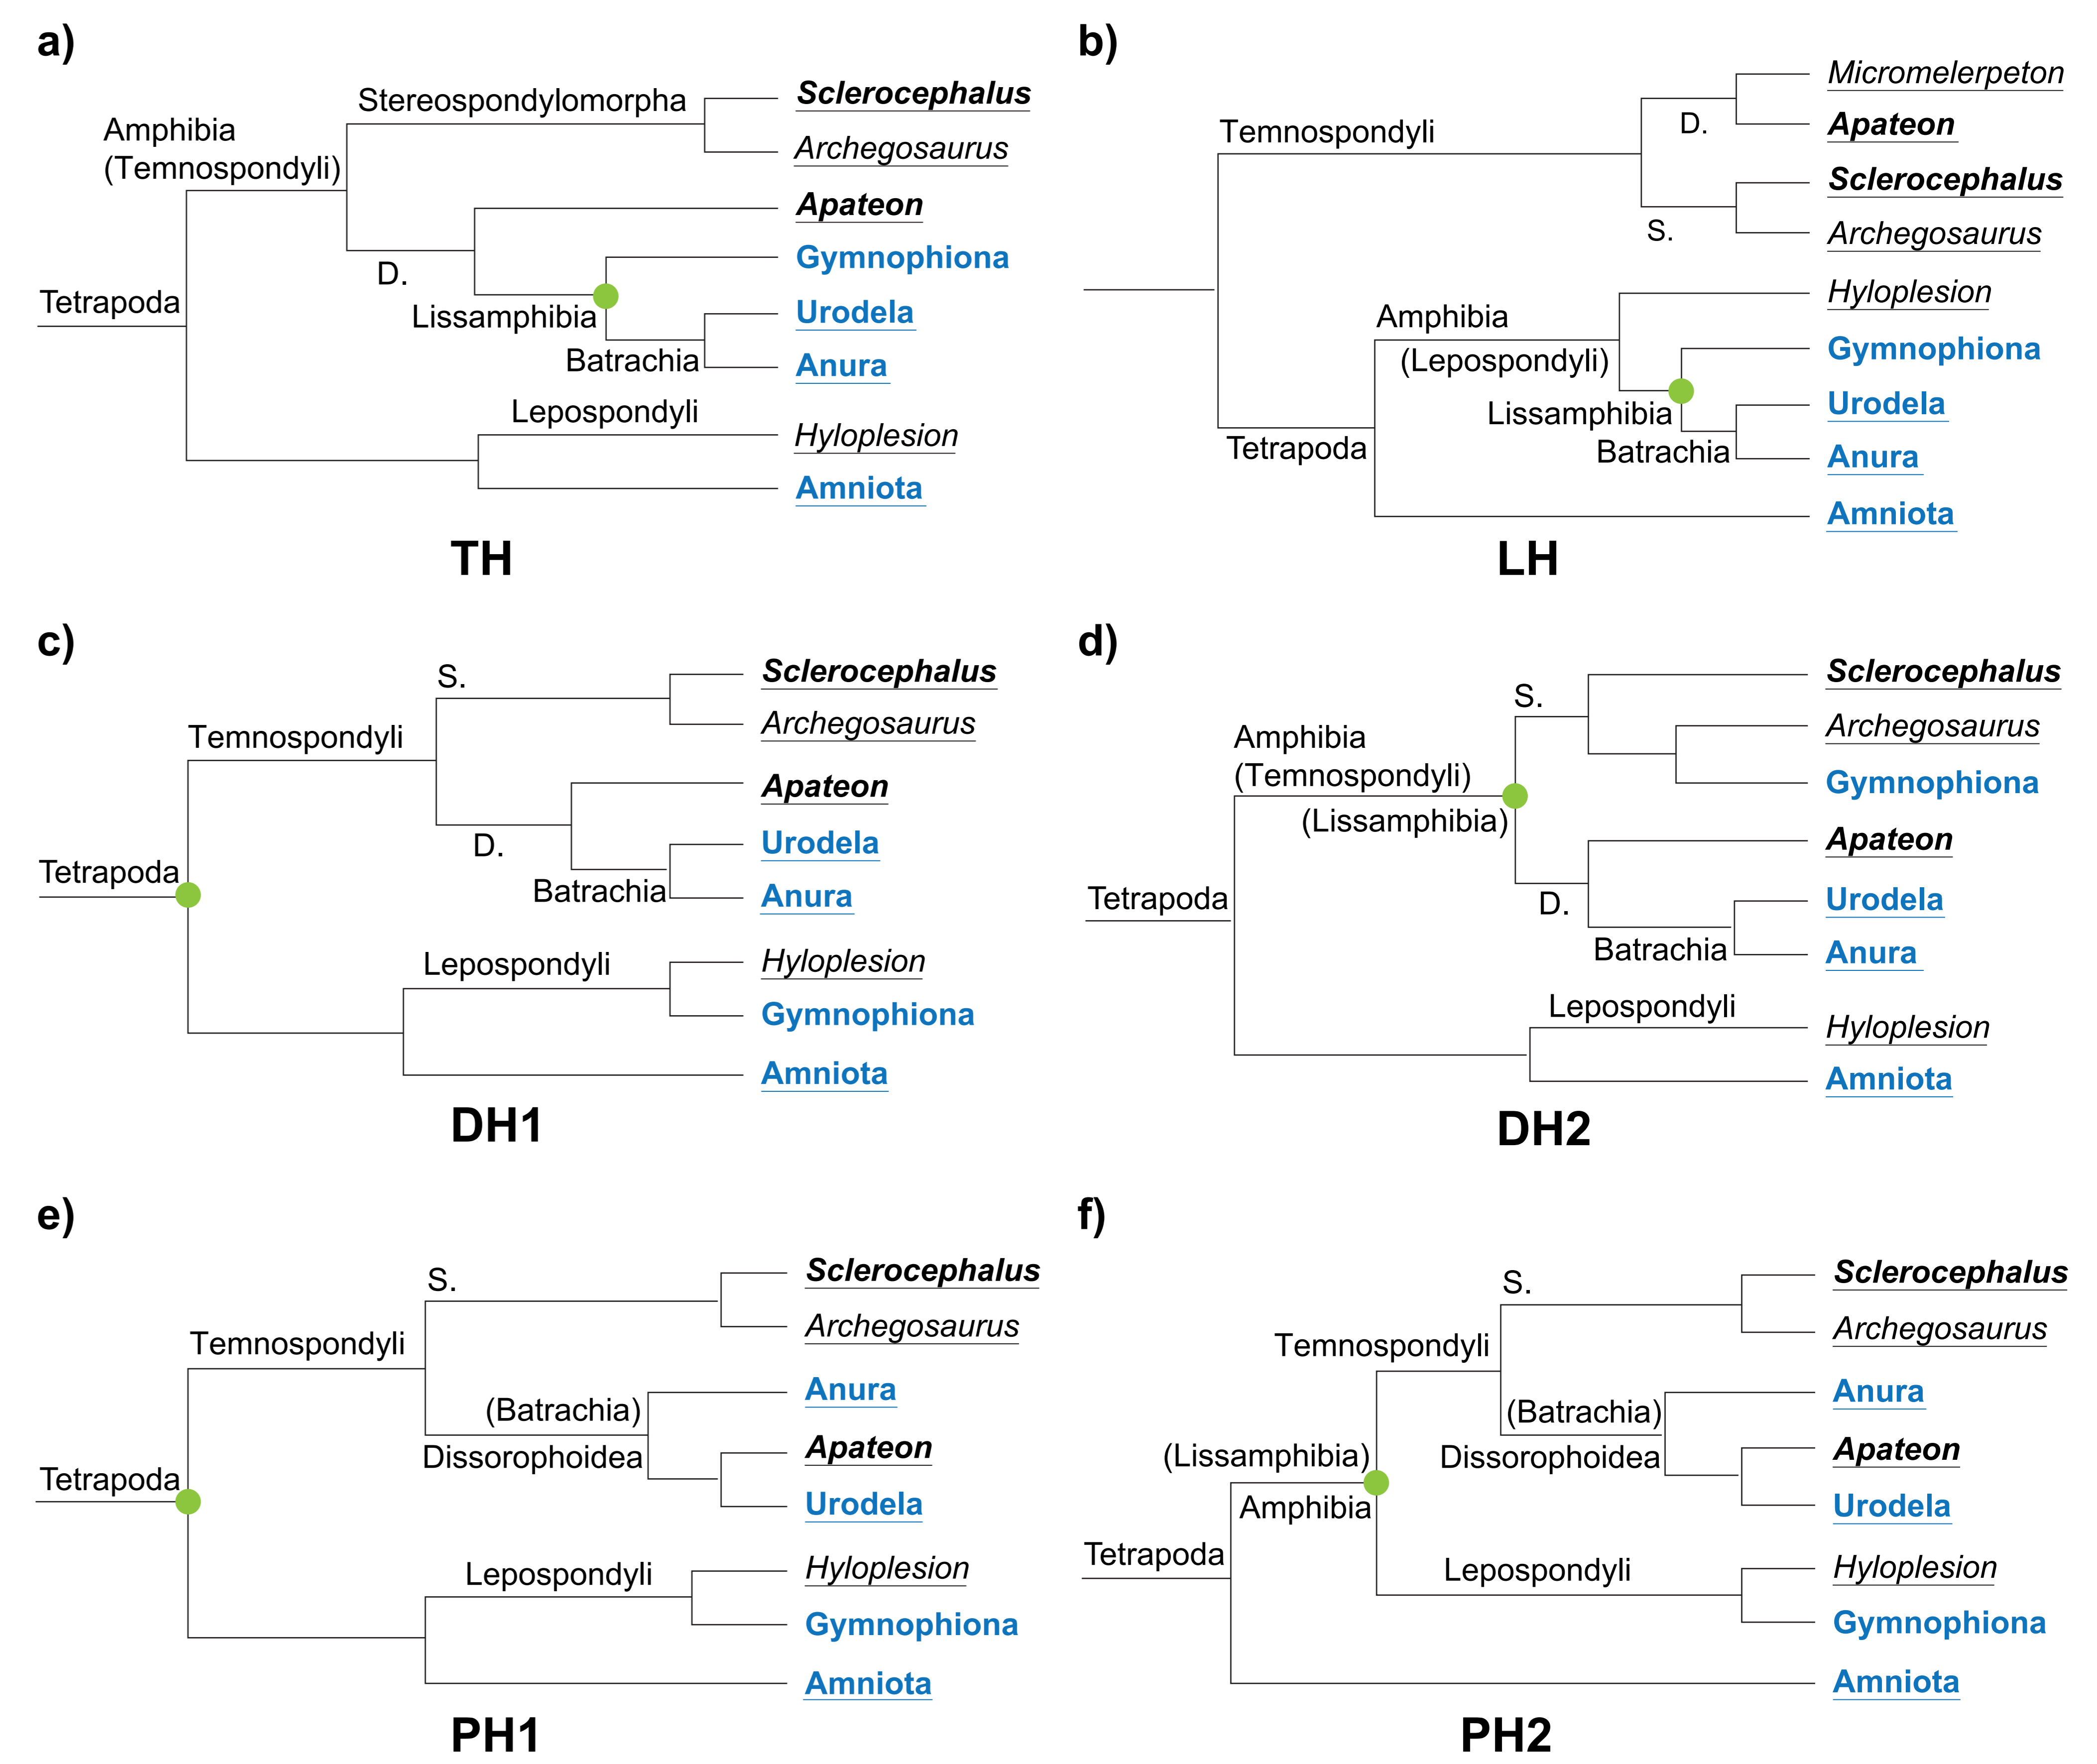 a)
Stereospondylomorpha
Sclerocephalus
Amphibia
(Temnospondyli)
Archegosaurus
Apateon
Gymnophiona
D.
Tetrapoda
Lissamphibia
Urodela
Batrachia
Anura
Lepospondyli
Hyloplesion
Amniota
TH
b)
Micromelerpeton
Temnospondyli
D.
Apateon
Sclerocephalus
S.
Archegosaurus
Hyloplesion
Amphibia
(Lepospondyli)
Gymnophiona
Lissamphibia
Urodela
Tetrapoda
Batrachia
Anura
Amniota
LH
c)
S.
Sclerocephalus
Temnospondyli
Archegosaurus
Apateon
D.
Urodela
Tetrapoda
Batrachia
Anura
Lepospondyli
Hyloplesion
Gymnophiona
Amniota
DH1
d)
Sclerocephalus
S.
Amphibia
(Temnospondyli)
(Lissamphibia)
Archegosaurus
Gymnophiona
Apateon
Tetrapoda
D.
Urodela
Batrachia
Anura
Lepospondyli
Hyloplesion
Amniota
DH2
e)
S.
Sclerocephalus
Archegosaurus
Temnospondyli
Anura
(Batrachia)
Dissorophoidea
Apateon
Tetrapoda
Urodela
Lepospondyli
Hyloplesion
Gymnophiona
Amniota
PH1
f)
S.
Sclerocephalus
Archegosaurus
Temnospondyli
Anura
(Batrachia)
Dissorophoidea
Apateon
(Lissamphibia)
Amphibia
Urodela
Tetrapoda
Lepospondyli
Hyloplesion
Gymnophiona
Amniota
PH2